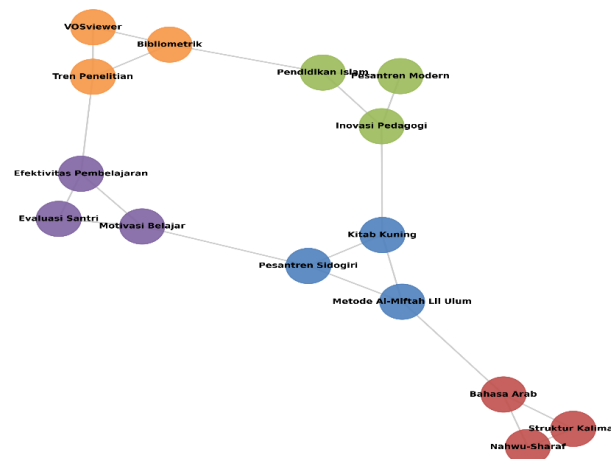 VOSviewer
Bibliometrik
Tren Penelitian
Pendidikan Islam
Pesantren Modern
Inovasi Pedagogi
Efektivitas Pembelajaran
Evaluasi Santri
Motivasi Belajar
Kitab Kuning
Pesantren Sidogiri
Metode Al-Miftah Lil Ulum
Bahasa Arab
Struktur Kalima
Nahwu-Sharaf